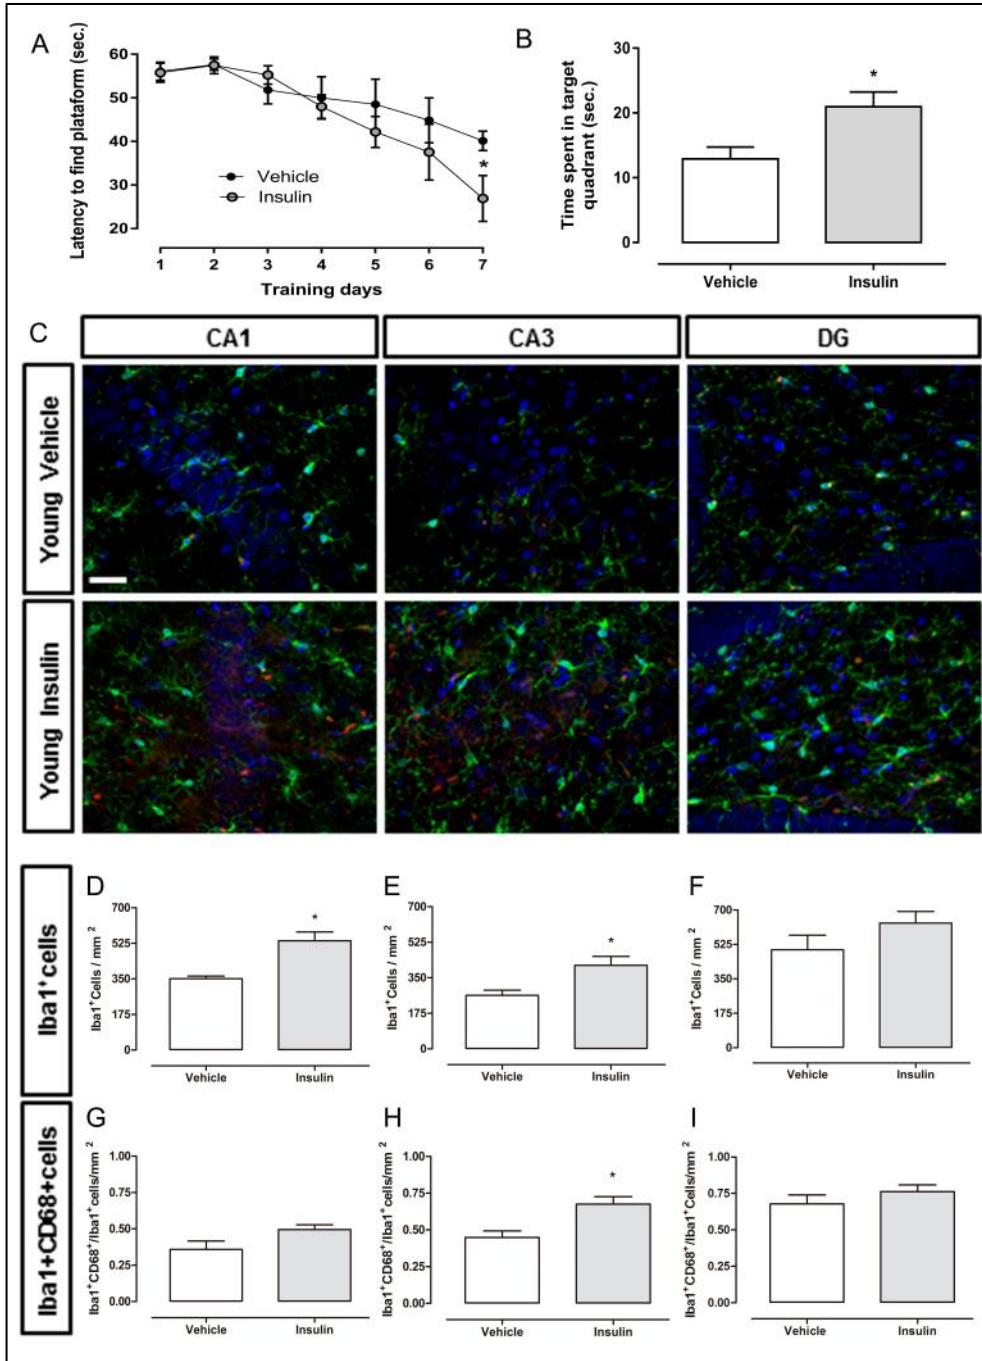 A
Latency to find plataform (sec.)
60
50
40
30
20
*
Vehicle
Insulin
1 2 3 4 5 6 7
Training days
B
Time spent in target
quadrant (sec.)
30
20
10
0
*
Vehicle Insulin
C
CA1 CA3 DG
Young Vehicle
Young Insulin
Iba1⁺cells
D
Iba1⁺Cells / mm ²
700
525
350
175
0
*
Vehicle Insulin
E
Iba1⁺Cells / mm ²
700
525
350
175
0
*
Vehicle Insulin
F
Iba1⁺Cells / mm ²
700
525
350
175
0
Vehicle Insulin
Iba1+CD68+cells
G
Iba1⁺CD68⁺/Iba1⁺cells/mm ²
1.00
0.75
0.50
0.25
0.00
Vehicle Insulin
H
Iba1⁺CD68⁺/Iba1⁺cells/mm ²
1.00
0.75
0.50
0.25
0.00
*
Vehicle Insulin
I
Iba1⁺CD68⁺/Iba1⁺cells/mm ²
1.00
0.75
0.50
0.25
0.00
Vehicle Insulin